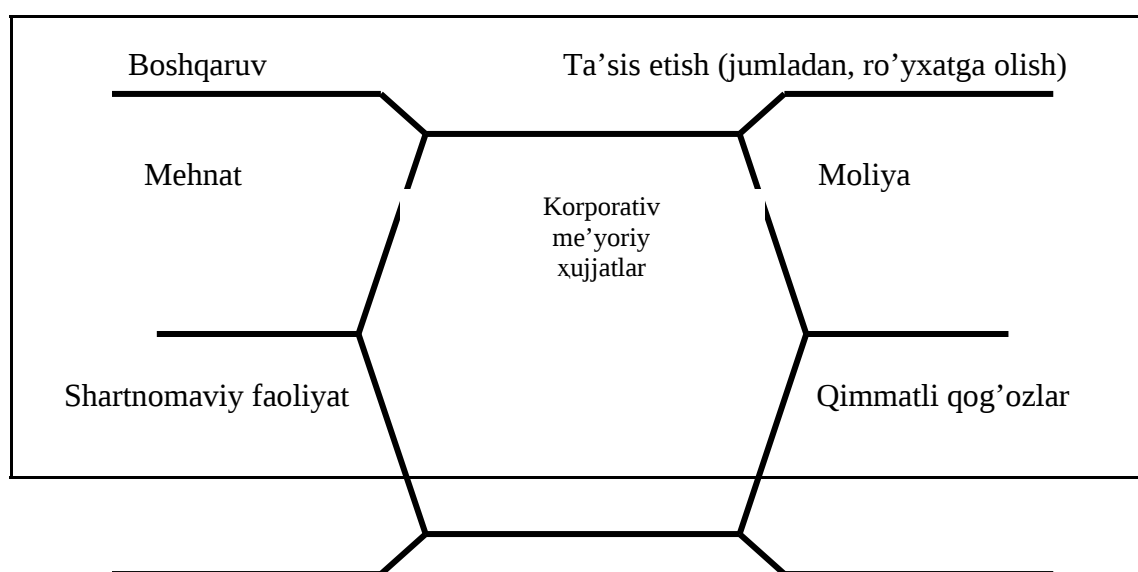 Boshqaruv
Ta’sis etish (jumladan, ro’yxatga olish)
Mehnat
Moliya
Korporativ
me’yoriy
xujjatlar
Shartnomaviy faoliyat
Qimmatli qog’ozlar